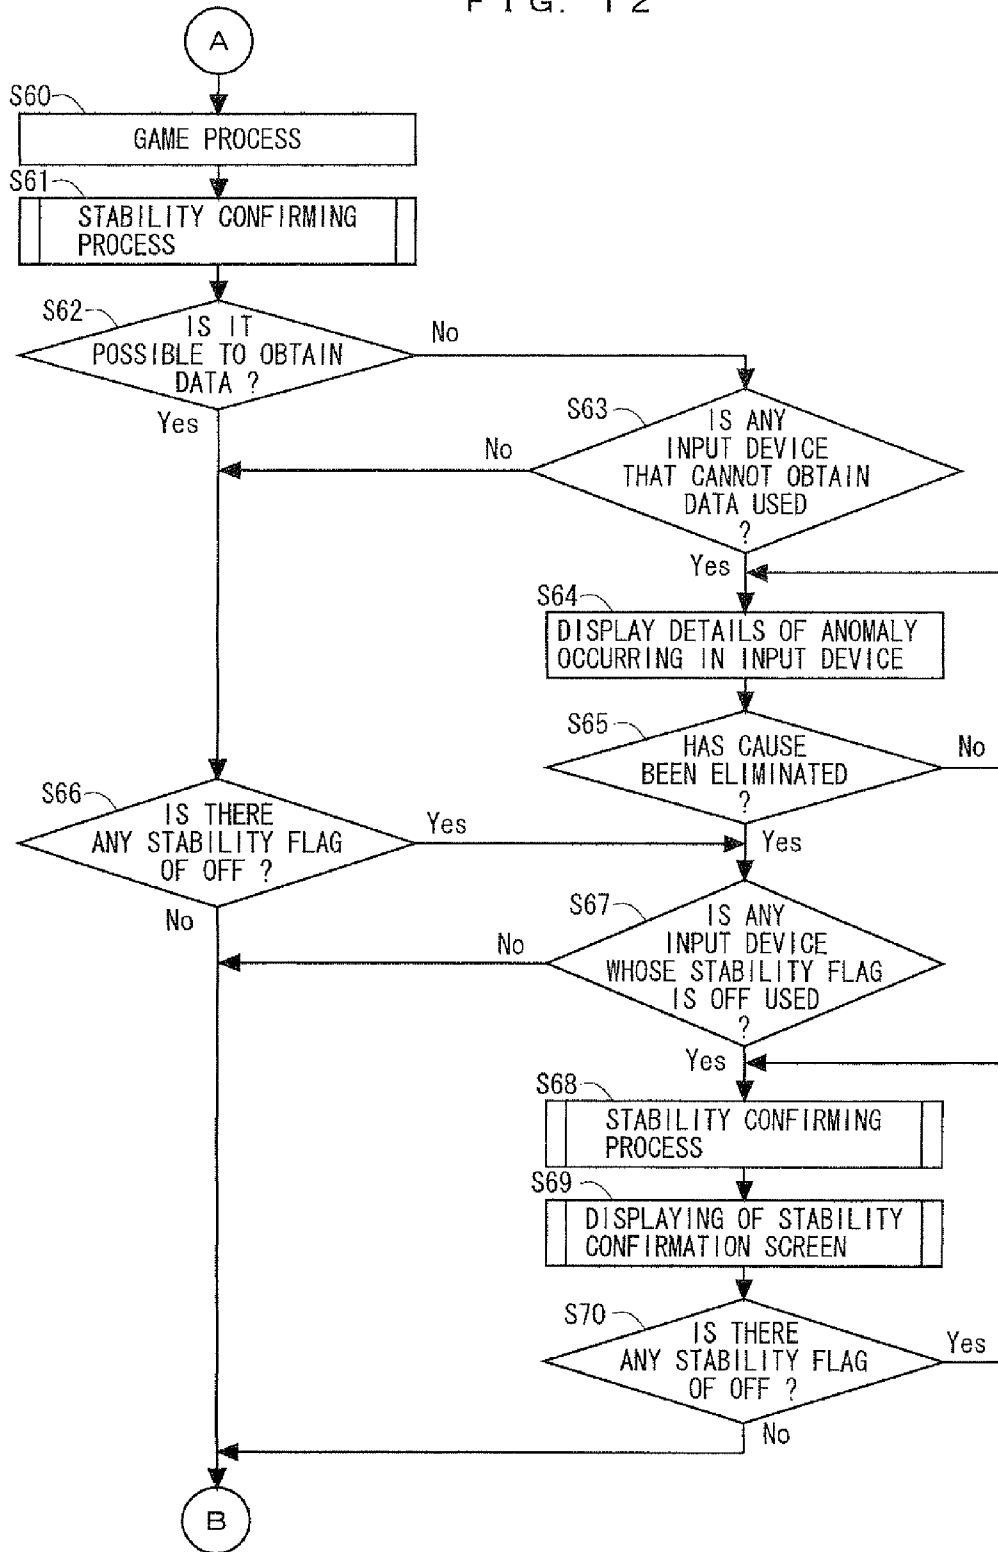 FIG. 12
A
S60
GAME PROCESS
S61
STABILITY CONFIRMING
PROCESS
S62
IS IT
POSSIBLE TO OBTAIN
DATA ?
No
Yes
S63
IS ANY
INPUT DEVICE
THAT CANNOT OBTAIN
DATA USED
?
No
Yes
S64
DISPLAY DETAILS OF ANOMALY
OCCURRING IN INPUT DEVICE
S65
HAS CAUSE
BEEN ELIMINATED
?
No
Yes
S66
IS THERE
ANY STABILITY FLAG
OF OFF ?
Yes
No
S67
IS ANY
INPUT DEVICE
WHOSE STABILITY FLAG
IS OFF USED
?
No
Yes
S68
STABILITY CONFIRMING
PROCESS
S69
DISPLAYING OF STABILITY
CONFIRMATION SCREEN
S70
IS THERE
ANY STABILITY FLAG
OF OFF ?
Yes
No
B